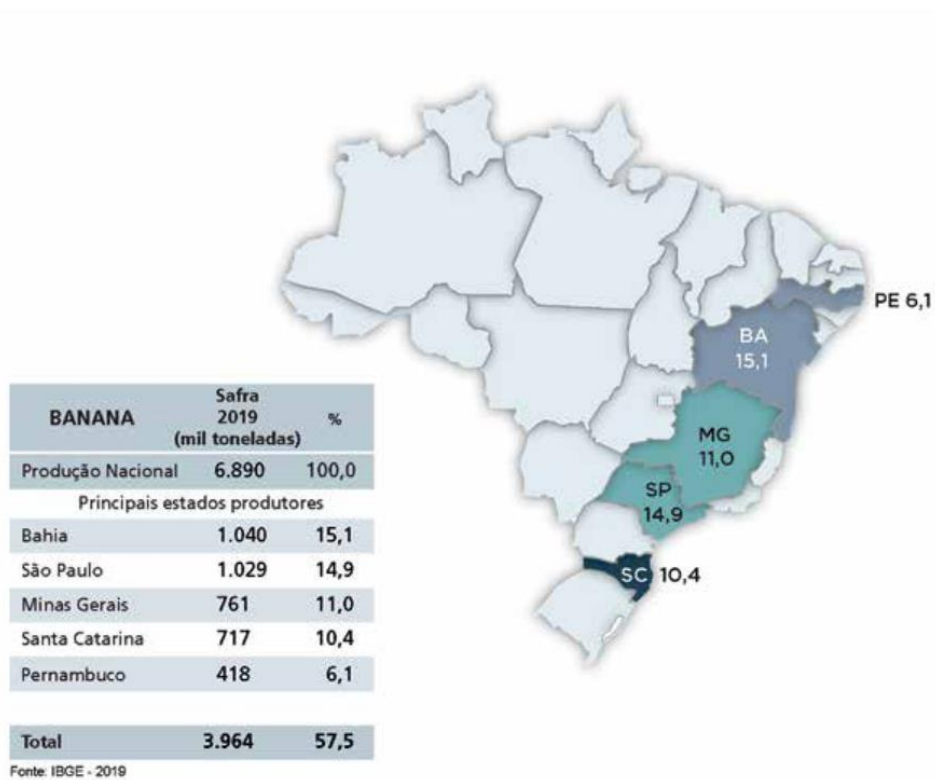 PE 6,1
BA
15,1
MG
11,0
SP
14,9
SC 10,4
BANANA Safra 2019 (mil toneladas) %
Produção Nacional 6.890 100,0
Principais estados produtores
Bahia 1.040 15,1
São Paulo 1.029 14,9
Minas Gerais 761 11,0
Santa Catarina 717 10,4
Pernambuco 418 6,1
Total 3.964 57,5
Fonte: IBGE - 2019